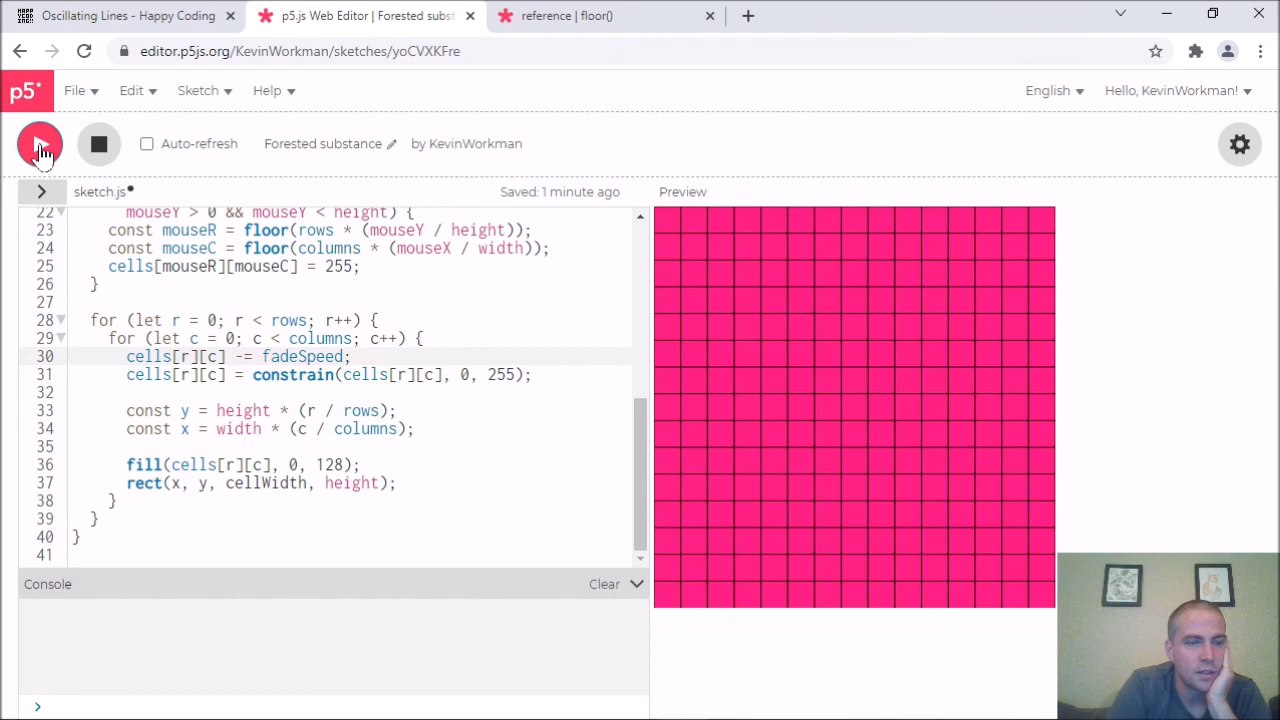 Oscillating Lines - Happy Coding
p5.js Web Editor | Forested subst
reference | floor()
editor.p5js.org/KevinWorkman/sketches/yoCVXKFre
p5*
File
Edit
Sketch
Help
English
Hello, KevinWorkman!
Auto-refresh
Forested substance
by KevinWorkman
sketch.js
Saved: 1 minute ago
Preview
22 mouseY > 0 && mouseY < height) {
23 const mouseR = floor(rows * (mouseY / height));
24 const mouseC = floor(columns * (mouseX / width));
25 cells[mouseR][mouseC] = 255;
26 }
27
28 for (let r = 0; r < rows; r++) {
29 for (let c = 0; c < columns; c++) {
30 cells[r][c] -= fadeSpeed;
31 cells[r][c] = constrain(cells[r][c], 0, 255);
32
33 const y = height * (r / rows);
34 const x = width * (c / columns);
35
36 fill(cells[r][c], 0, 128);
37 rect(x, y, cellWidth, height);
38 }
39 }
40 }
41
Console
Clear
>